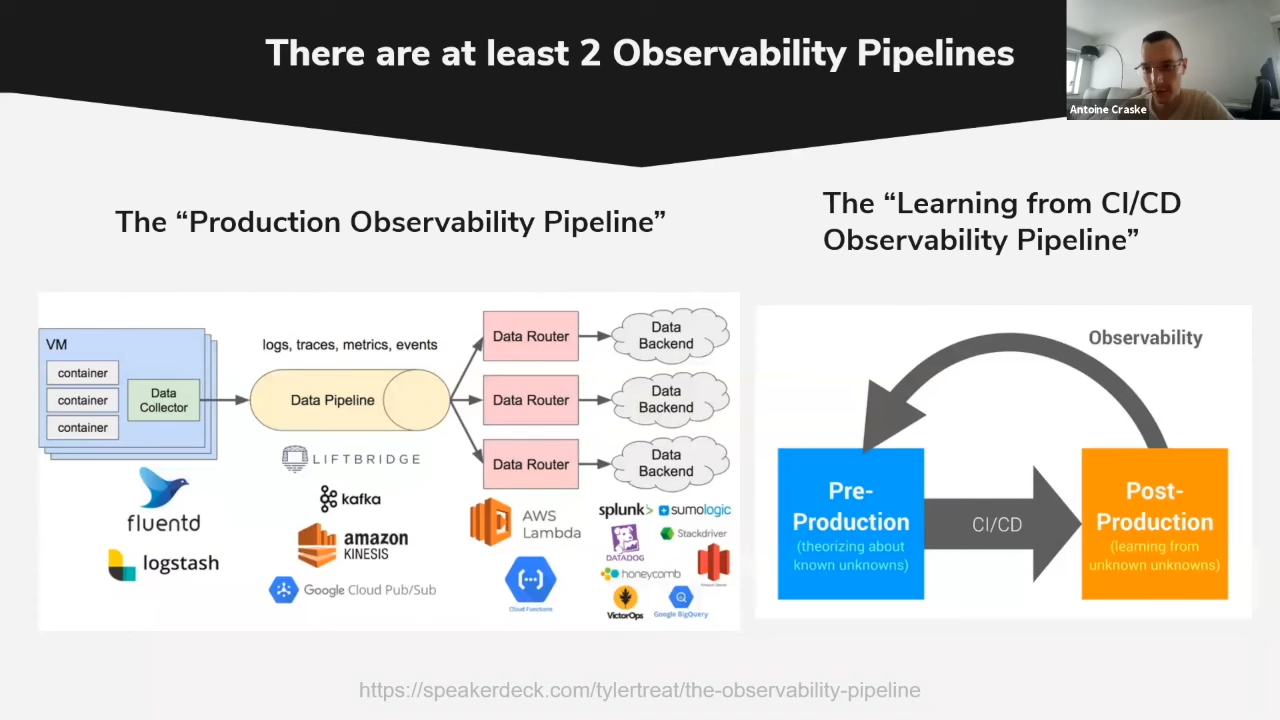 There are at least 2 Observability Pipelines
Antoine Craske
The “Production Observability Pipeline”
The “Learning from CI/CD
Observability Pipeline”
VM
container
container
container
Data
Collector
logs, traces, metrics, events
Data Pipeline
Data Router
Data Router
Data Router
Data
Backend
Data
Backend
Data
Backend
fluentd
logstash
LIFTBRIDGE
kafka
amazon
KINESIS
Google Cloud Pub/Sub
AWS
Lambda
Cloud Functions
splunk>
sumologic
DATADOG
Stackdriver
honeycomb
VictorOps
Google BigQuery
Observability
Pre-
Production
(theorizing about
known unknowns)
CI/CD
Post-
Production
(learning from
unknown unknowns)
https://speakerdeck.com/tylertreat/the-observability-pipeline